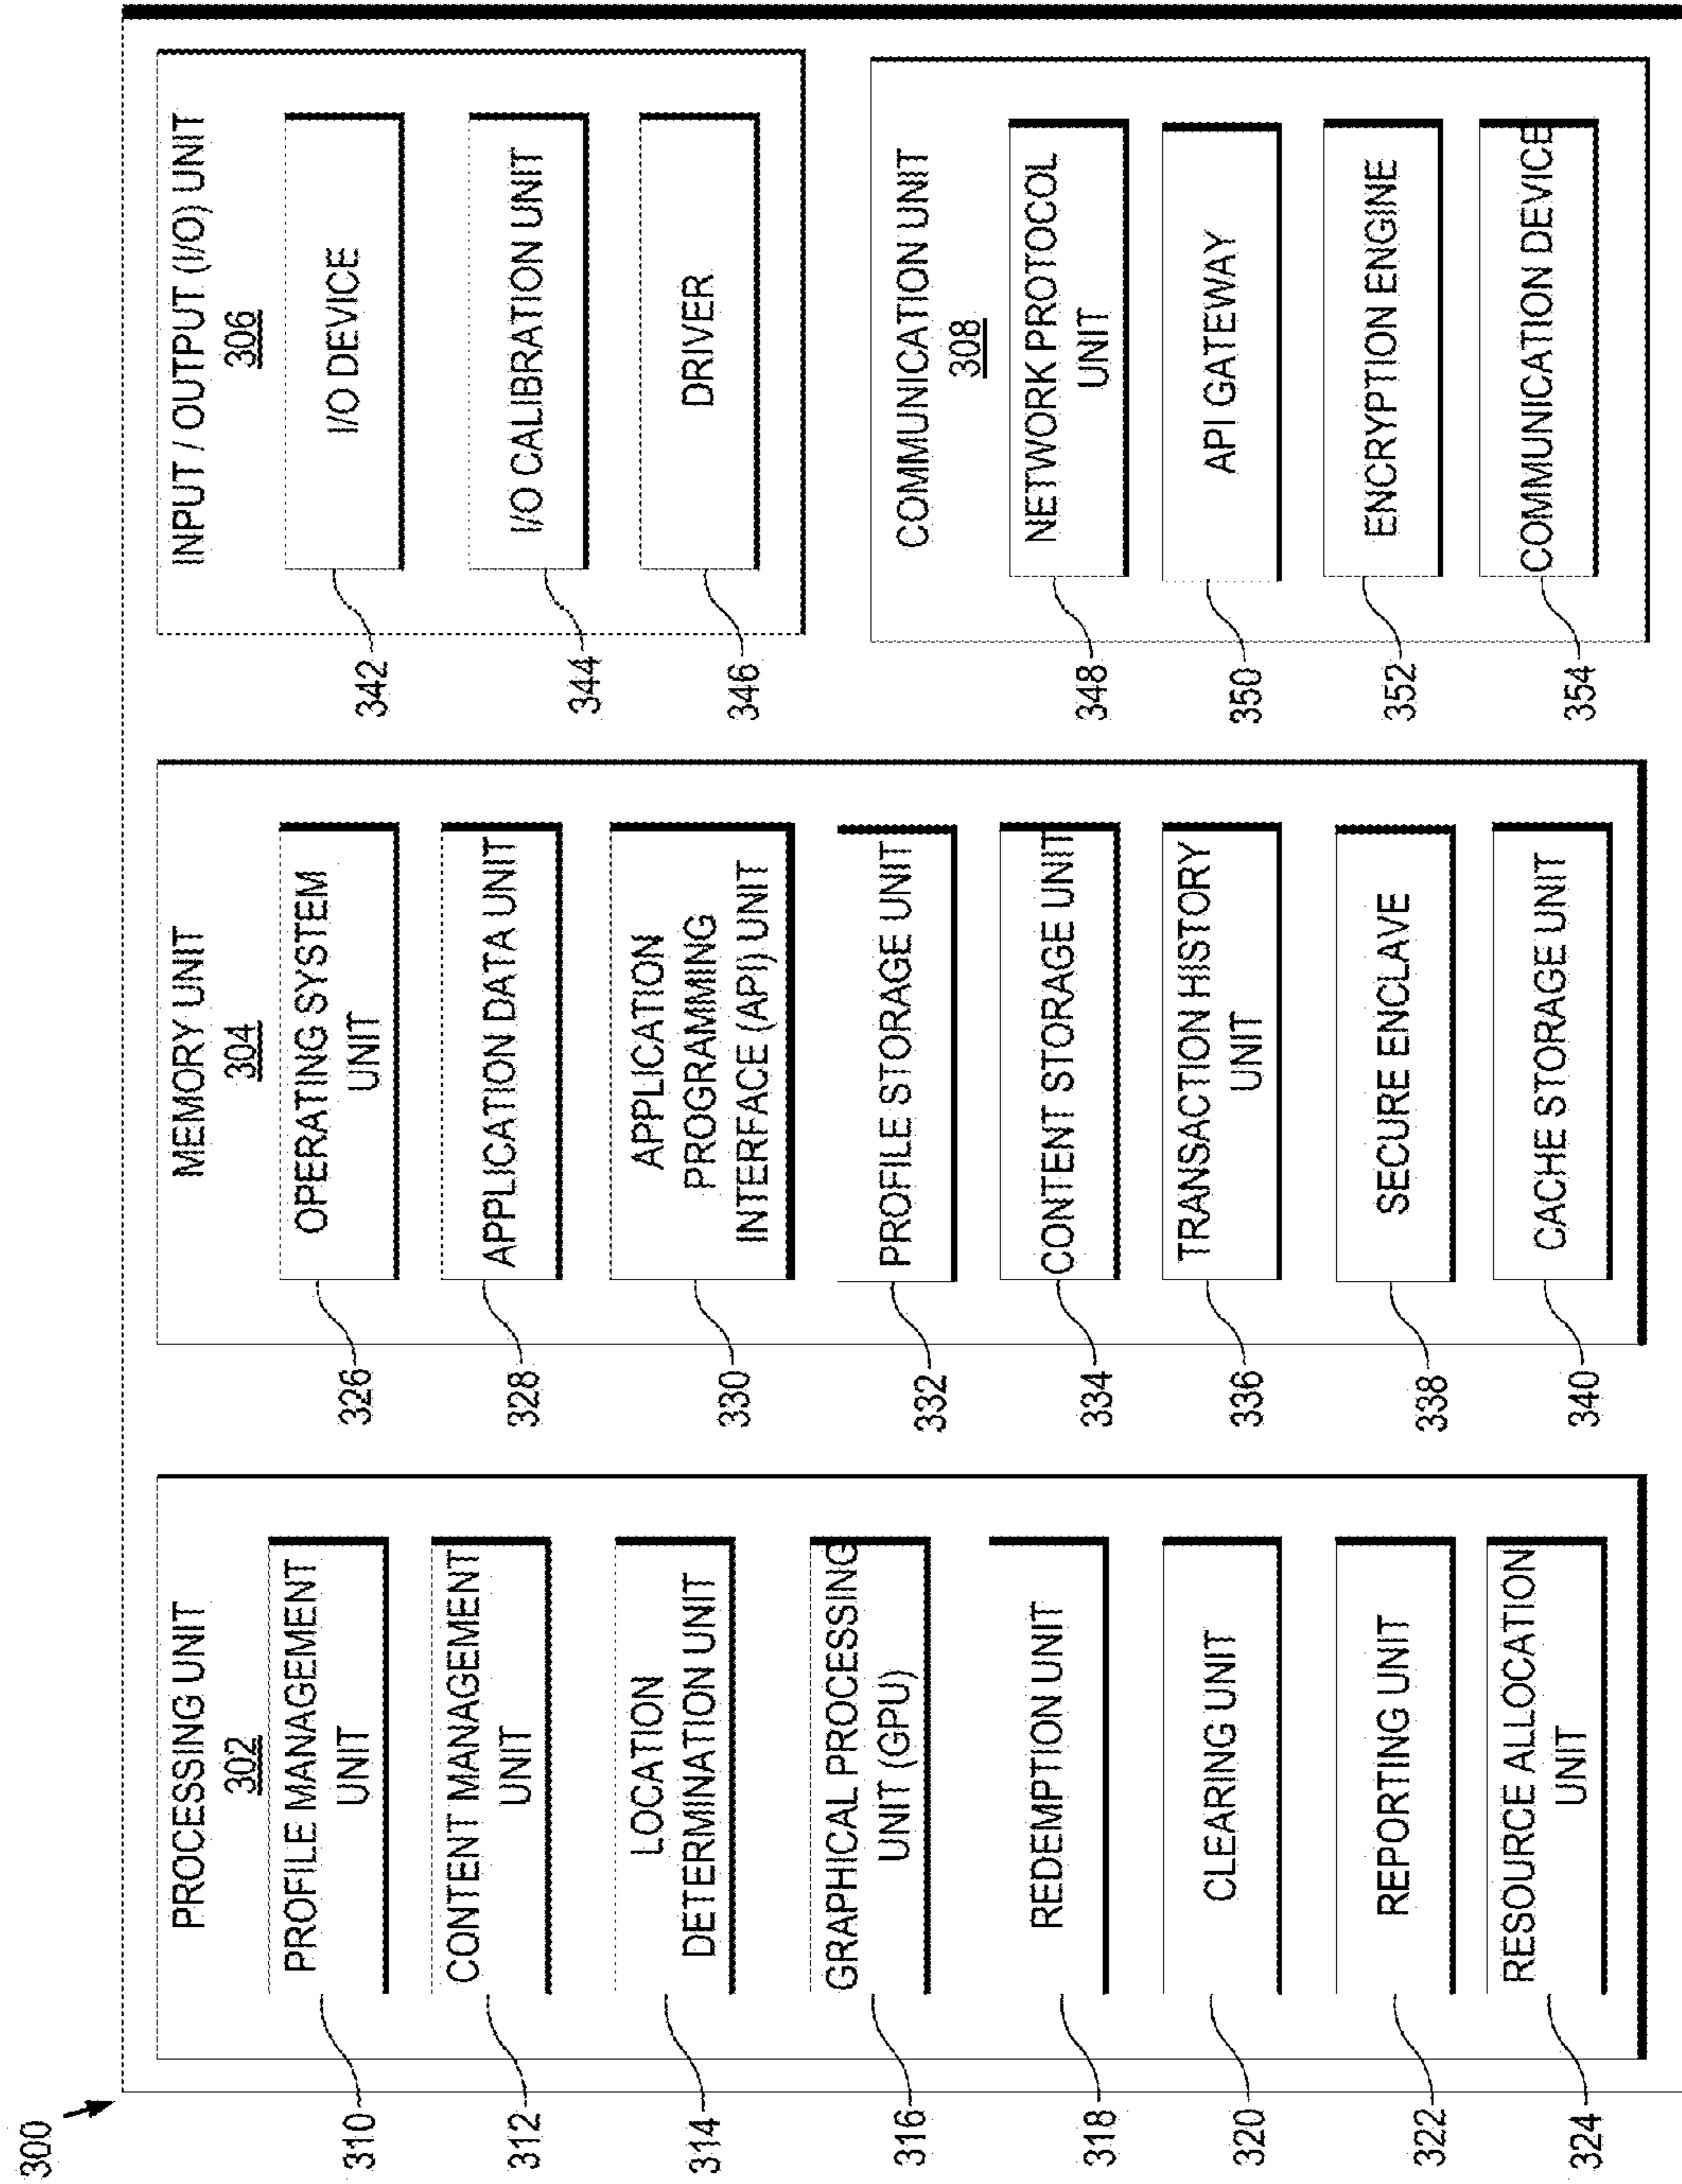 300
PROCESSING UNIT
302
310
PROFILE MANAGEMENT
UNIT
312
CONTENT MANAGEMENT
UNIT
314
LOCATION
DETERMINATION UNIT
316
GRAPHICAL PROCESSING
UNIT (GPU)
318
REDEMPTION UNIT
320
CLEARING UNIT
322
REPORTING UNIT
324
RESOURCE ALLOCATION
UNIT
MEMORY UNIT
304
326
OPERATING SYSTEM
UNIT
328
APPLICATION DATA UNIT
330
APPLICATION
PROGRAMMING
INTERFACE (API) UNIT
332
PROFILE STORAGE UNIT
334
CONTENT STORAGE UNIT
336
TRANSACTION HISTORY
UNIT
338
SECURE ENCLAVE
340
CACHE STORAGE UNIT
INPUT / OUTPUT (I/O) UNIT
306
342
I/O DEVICE
344
I/O CALIBRATION UNIT
346
DRIVER
COMMUNICATION UNIT
308
348
NETWORK PROTOCOL
UNIT
350
API GATEWAY
352
ENCRYPTION ENGINE
354
COMMUNICATION DEVICE